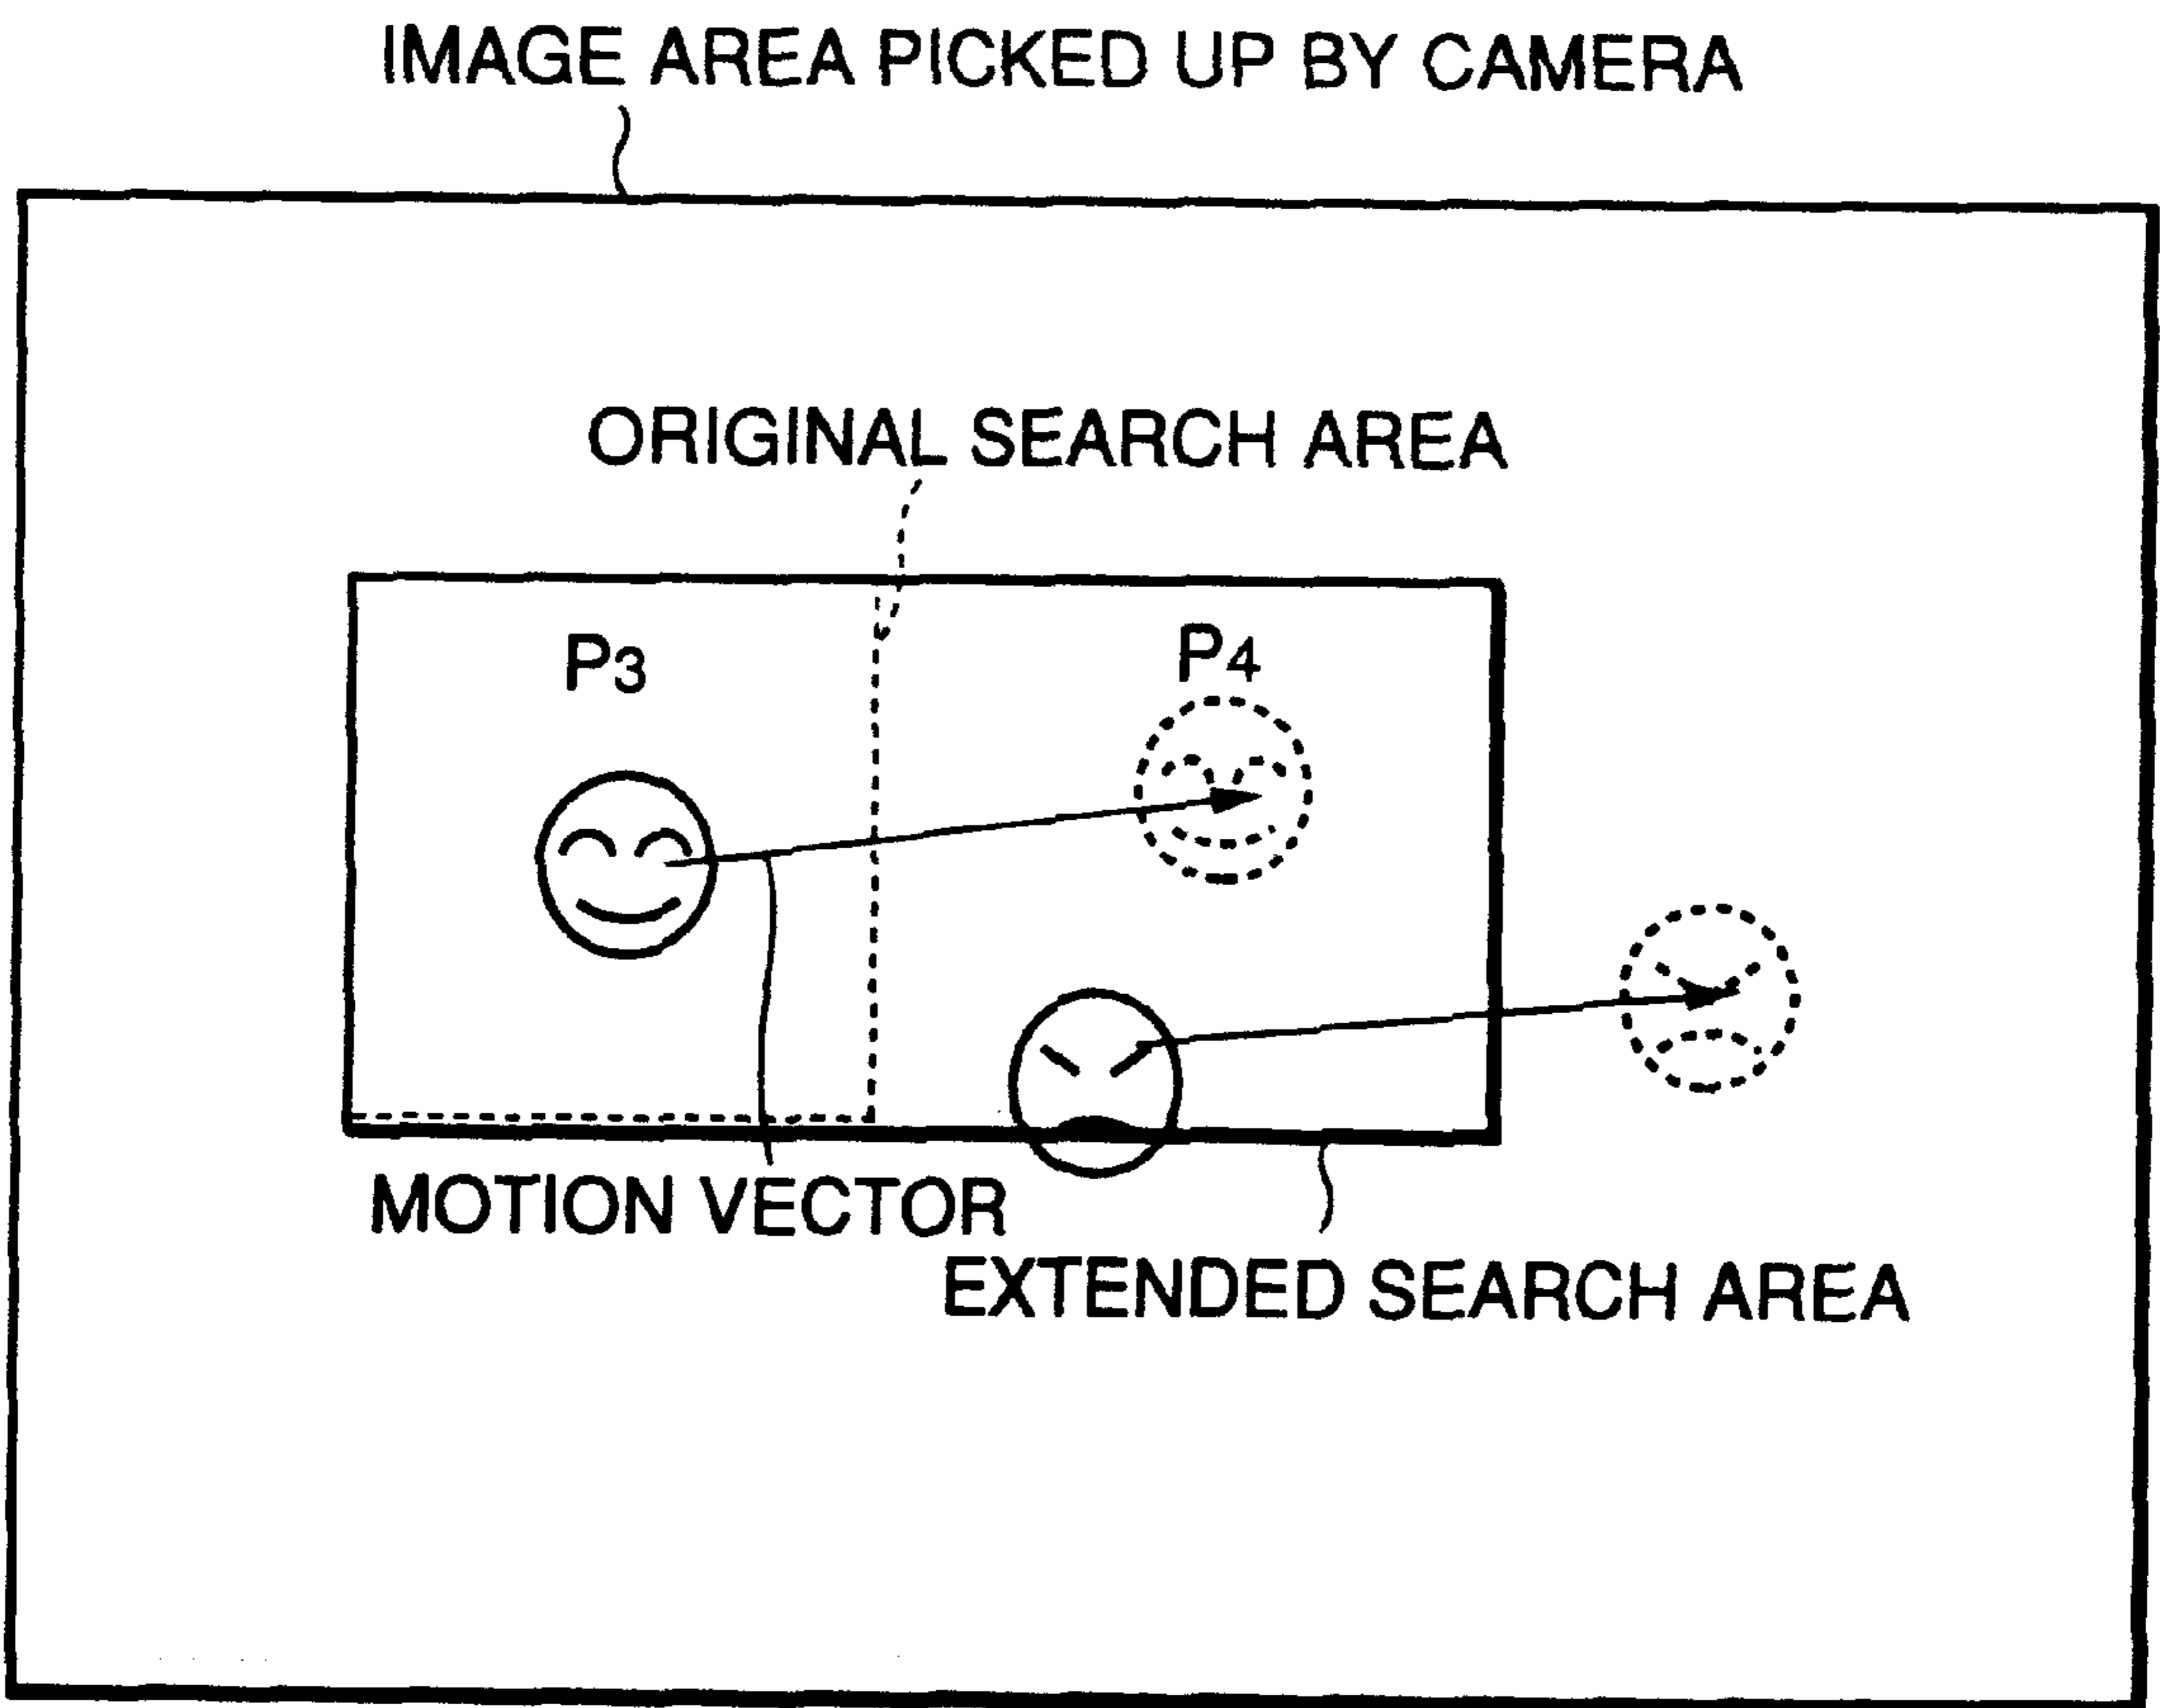 IMAGE AREA PICKED UP BY CAMERA
ORIGINAL SEARCH AREA
P3 P4
MOTION VECTOR
EXTENDED SEARCH AREA